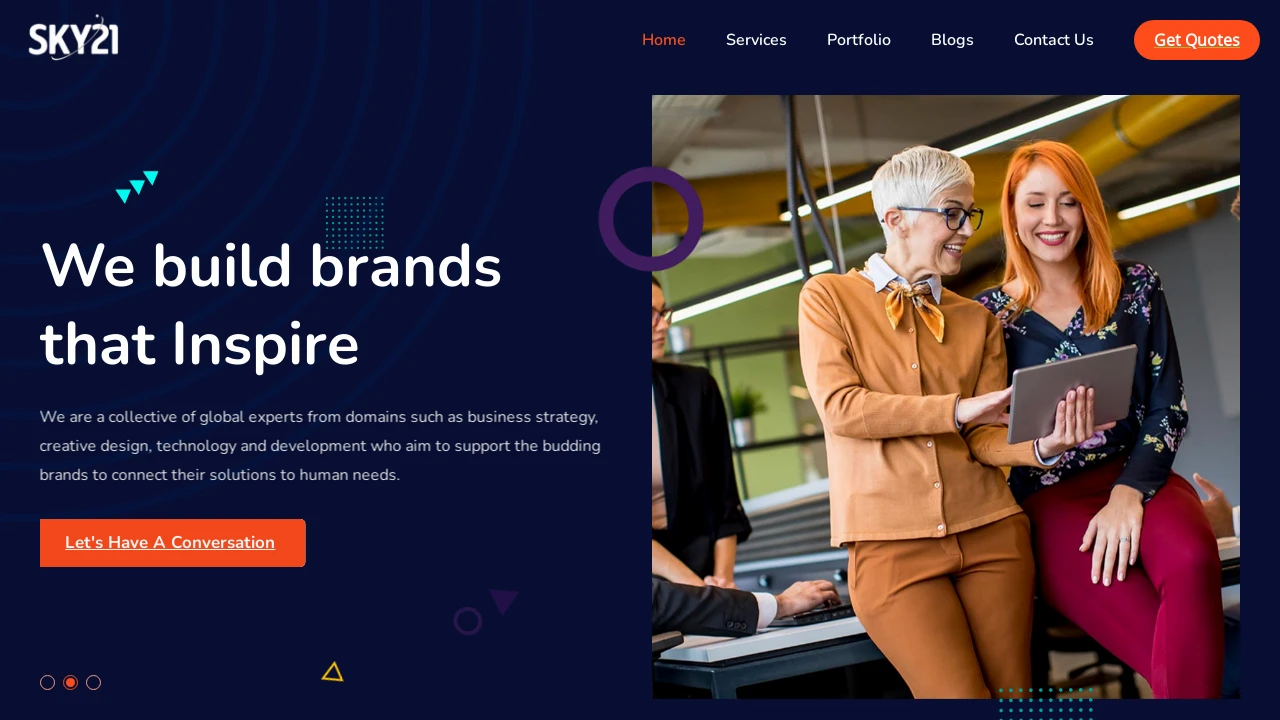 SKY21
Home
Services
Portfolio
Blogs
Contact Us
Get Quotes
We build brands
that Inspire
We are a collective of global experts from domains such as business strategy,
creative design, technology and development who aim to support the budding
brands to connect their solutions to human needs.
Let's Have A Conversation